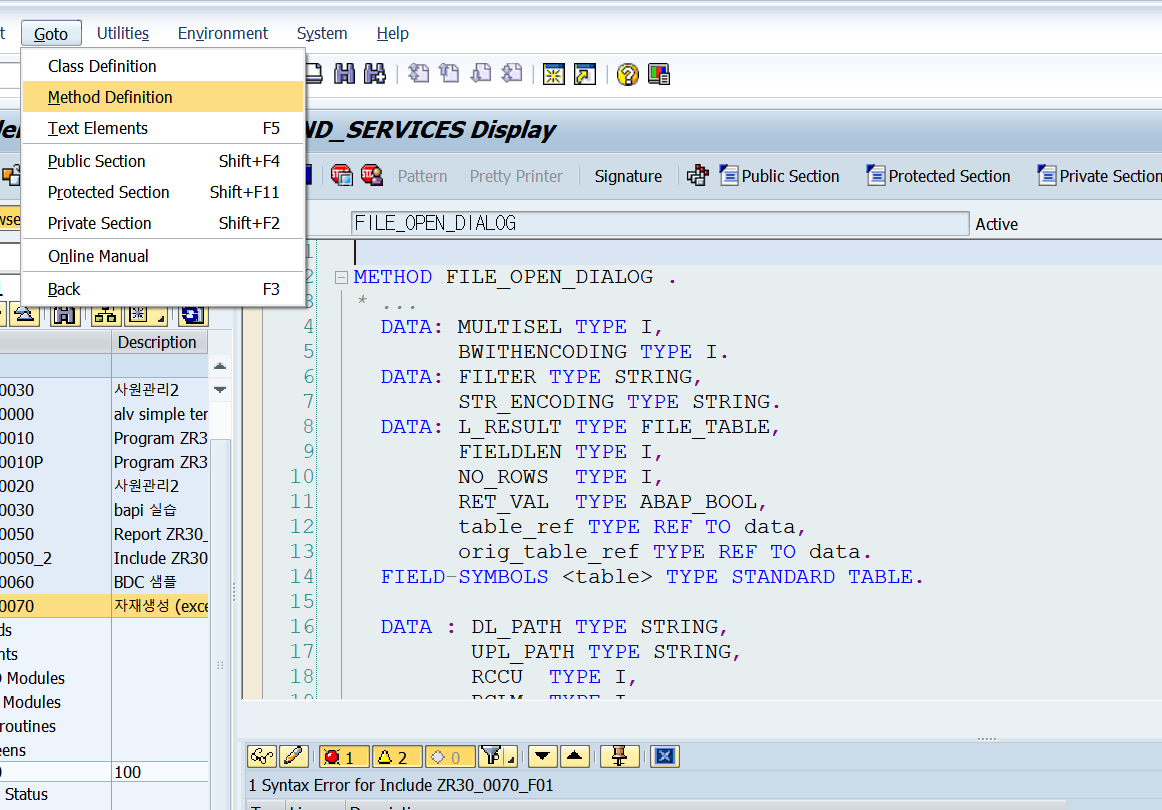 Goto Utilities Environment System Help
Class Definition
Method Definition
Text Elements F5
Public Section Shift+F4
Protected Section Shift+F11
Private Section Shift+F2
Online Manual
Back F3
ND_SERVICES Display
Pattern Pretty Printer Signature Public Section Protected Section Private Section
FILE_OPEN_DIALOG Active
METHOD FILE_OPEN_DIALOG .
* ...
4 DATA: MULTISEL TYPE I,
5 BWITHENCODING TYPE I.
6 DATA: FILTER TYPE STRING,
7 STR_ENCODING TYPE STRING.
8 DATA: L_RESULT TYPE FILE_TABLE,
9 FIELDLEN TYPE I,
10 NO_ROWS TYPE I,
11 RET_VAL TYPE ABAP_BOOL,
12 table_ref TYPE REF TO data,
13 orig_table_ref TYPE REF TO data.
14 FIELD-SYMBOLS <table> TYPE STANDARD TABLE.
15
16 DATA : DL_PATH TYPE STRING,
17 UPL_PATH TYPE STRING,
18 RCCU TYPE I,
Description
0030 사원관리2
0000 alv simple ter
0010 Program ZR3
0010P Program ZR3
0020 사원관리2
0030 bapi 실습
0050 Report ZR30_
0050_2 Include ZR30
0060 BDC 샘플
0070 자재생성 (exce
ds
nts
O Modules
Modules
routines
eens
0 100
Status
1 2 0
1 Syntax Error for Include ZR30_0070_F01